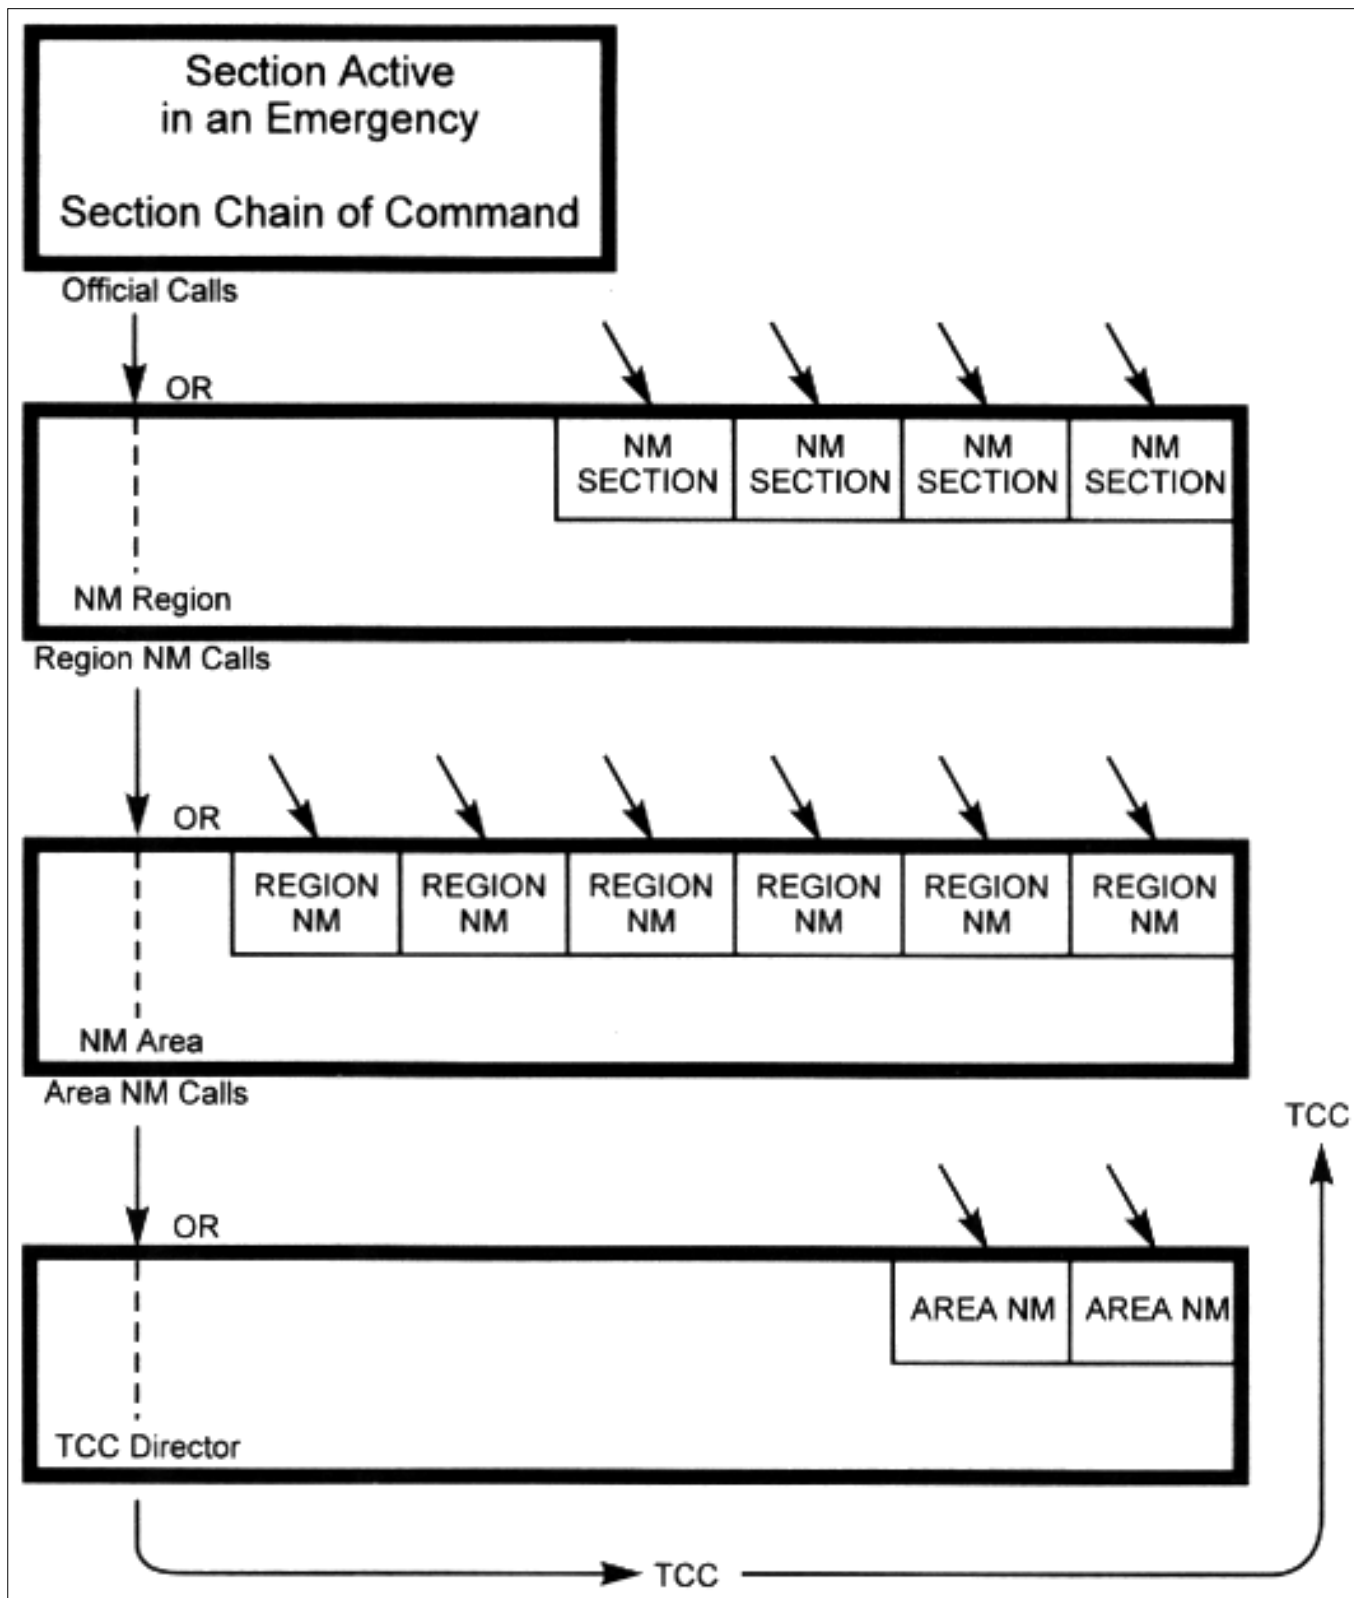 Section Active
in an Emergency
Section Chain of Command
Official Calls
OR
NM
SECTION
NM
SECTION
NM
SECTION
NM
SECTION
NM Region
Region NM Calls
OR
REGION
NM
REGION
NM
REGION
NM
REGION
NM
REGION
NM
REGION
NM
NM Area
Area NM Calls
TCC
OR
AREA NM
AREA NM
TCC Director
TCC